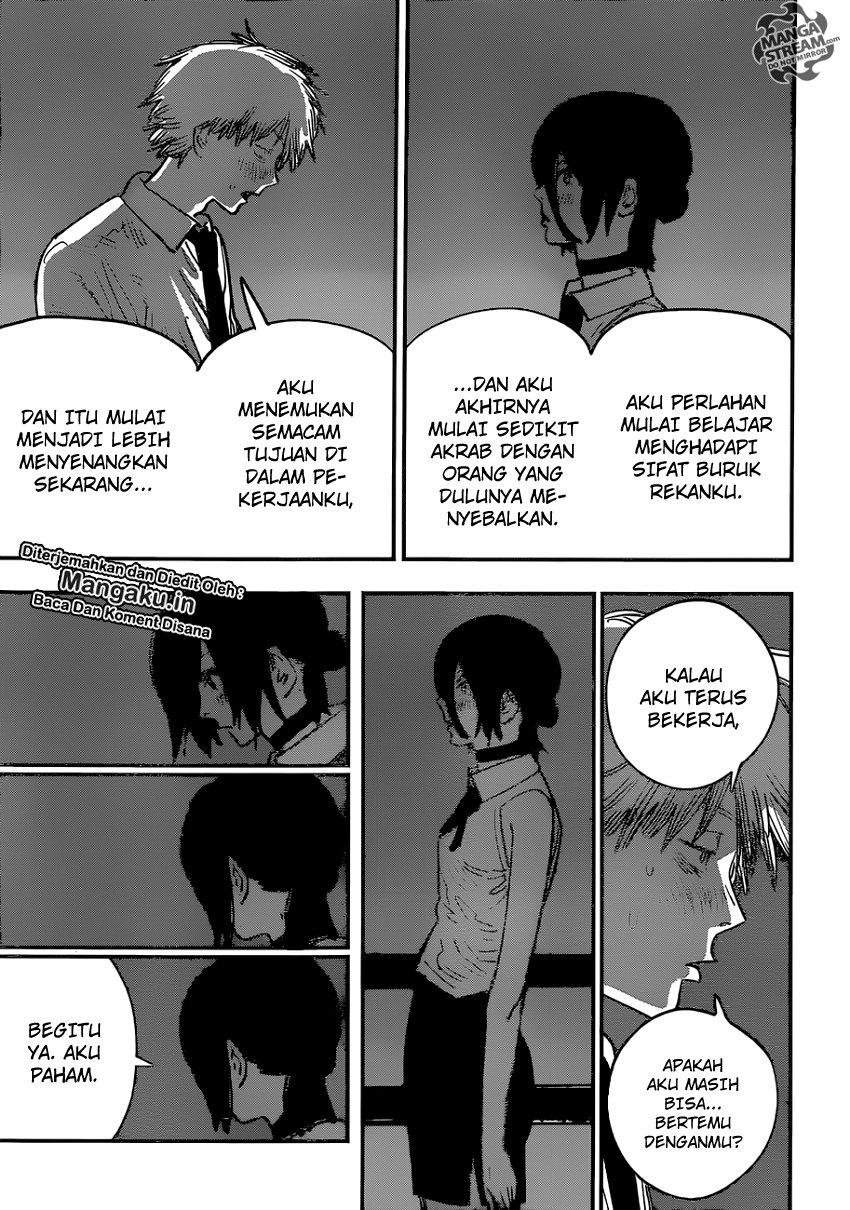 MANGA
STREAM.com
DO NOT MIRROR
AKU PERLAHAN
MULAI BELAJAR
MENGHADAPI
SIFAT BURUK
REKANKU.
...DAN AKU
AKHIRNYA
MULAI SEDIKIT
AKRAB DENGAN
ORANG YANG
DULUNYA ME-
NYEBALKAN.
AKU
MENEMUKAN
SEMACAM
TUJUAN DI
DALAM PE-
KERJAANKU,
DAN ITU MULAI
MENJADI LEBIH
MENYENANGKAN
SEKARANG...
Diterjemahkan dan Diedit Oleh :
Mangaku.in
Baca Dan Koment Disana
KALAU
AKU TERUS
BEKERJA,
APAKAH
AKU MASIH
BISA...
BERTEMU
DENGANMU?
BEGITU
YA. AKU
PAHAM.